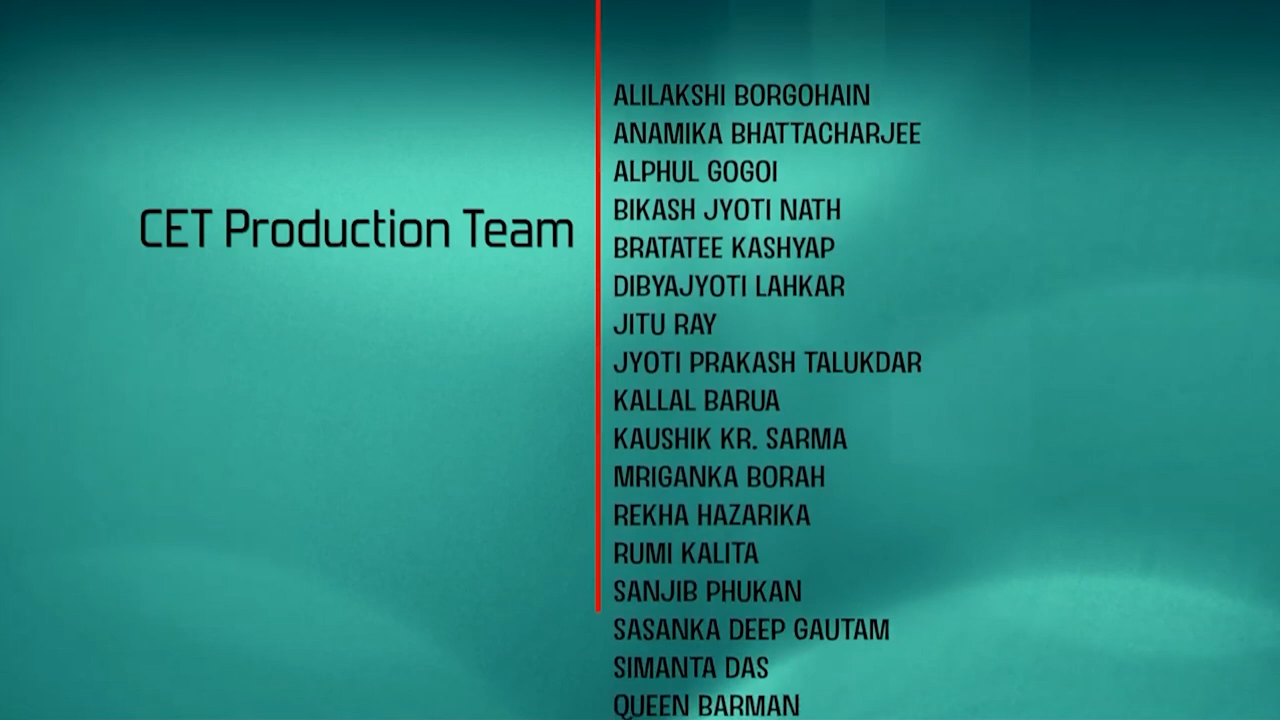 CET Production Team
ALILAKSHI BORGOHAIN
ANAMIKA BHATTACHARJEE
ALPHUL GOGOI
BIKASH JYOTI NATH
BRATATEE KASHYAP
DIBYAJYOTI LAHKAR
JITU RAY
JYOTI PRAKASH TALUKDAR
KALLAL BARUA
KAUSHIK KR. SARMA
MRIGANKA BORAH
REKHA HAZARIKA
RUMI KALITA
SANJIB PHUKAN
SASANKA DEEP GAUTAM
SIMANTA DAS
QUEEN BARMAN